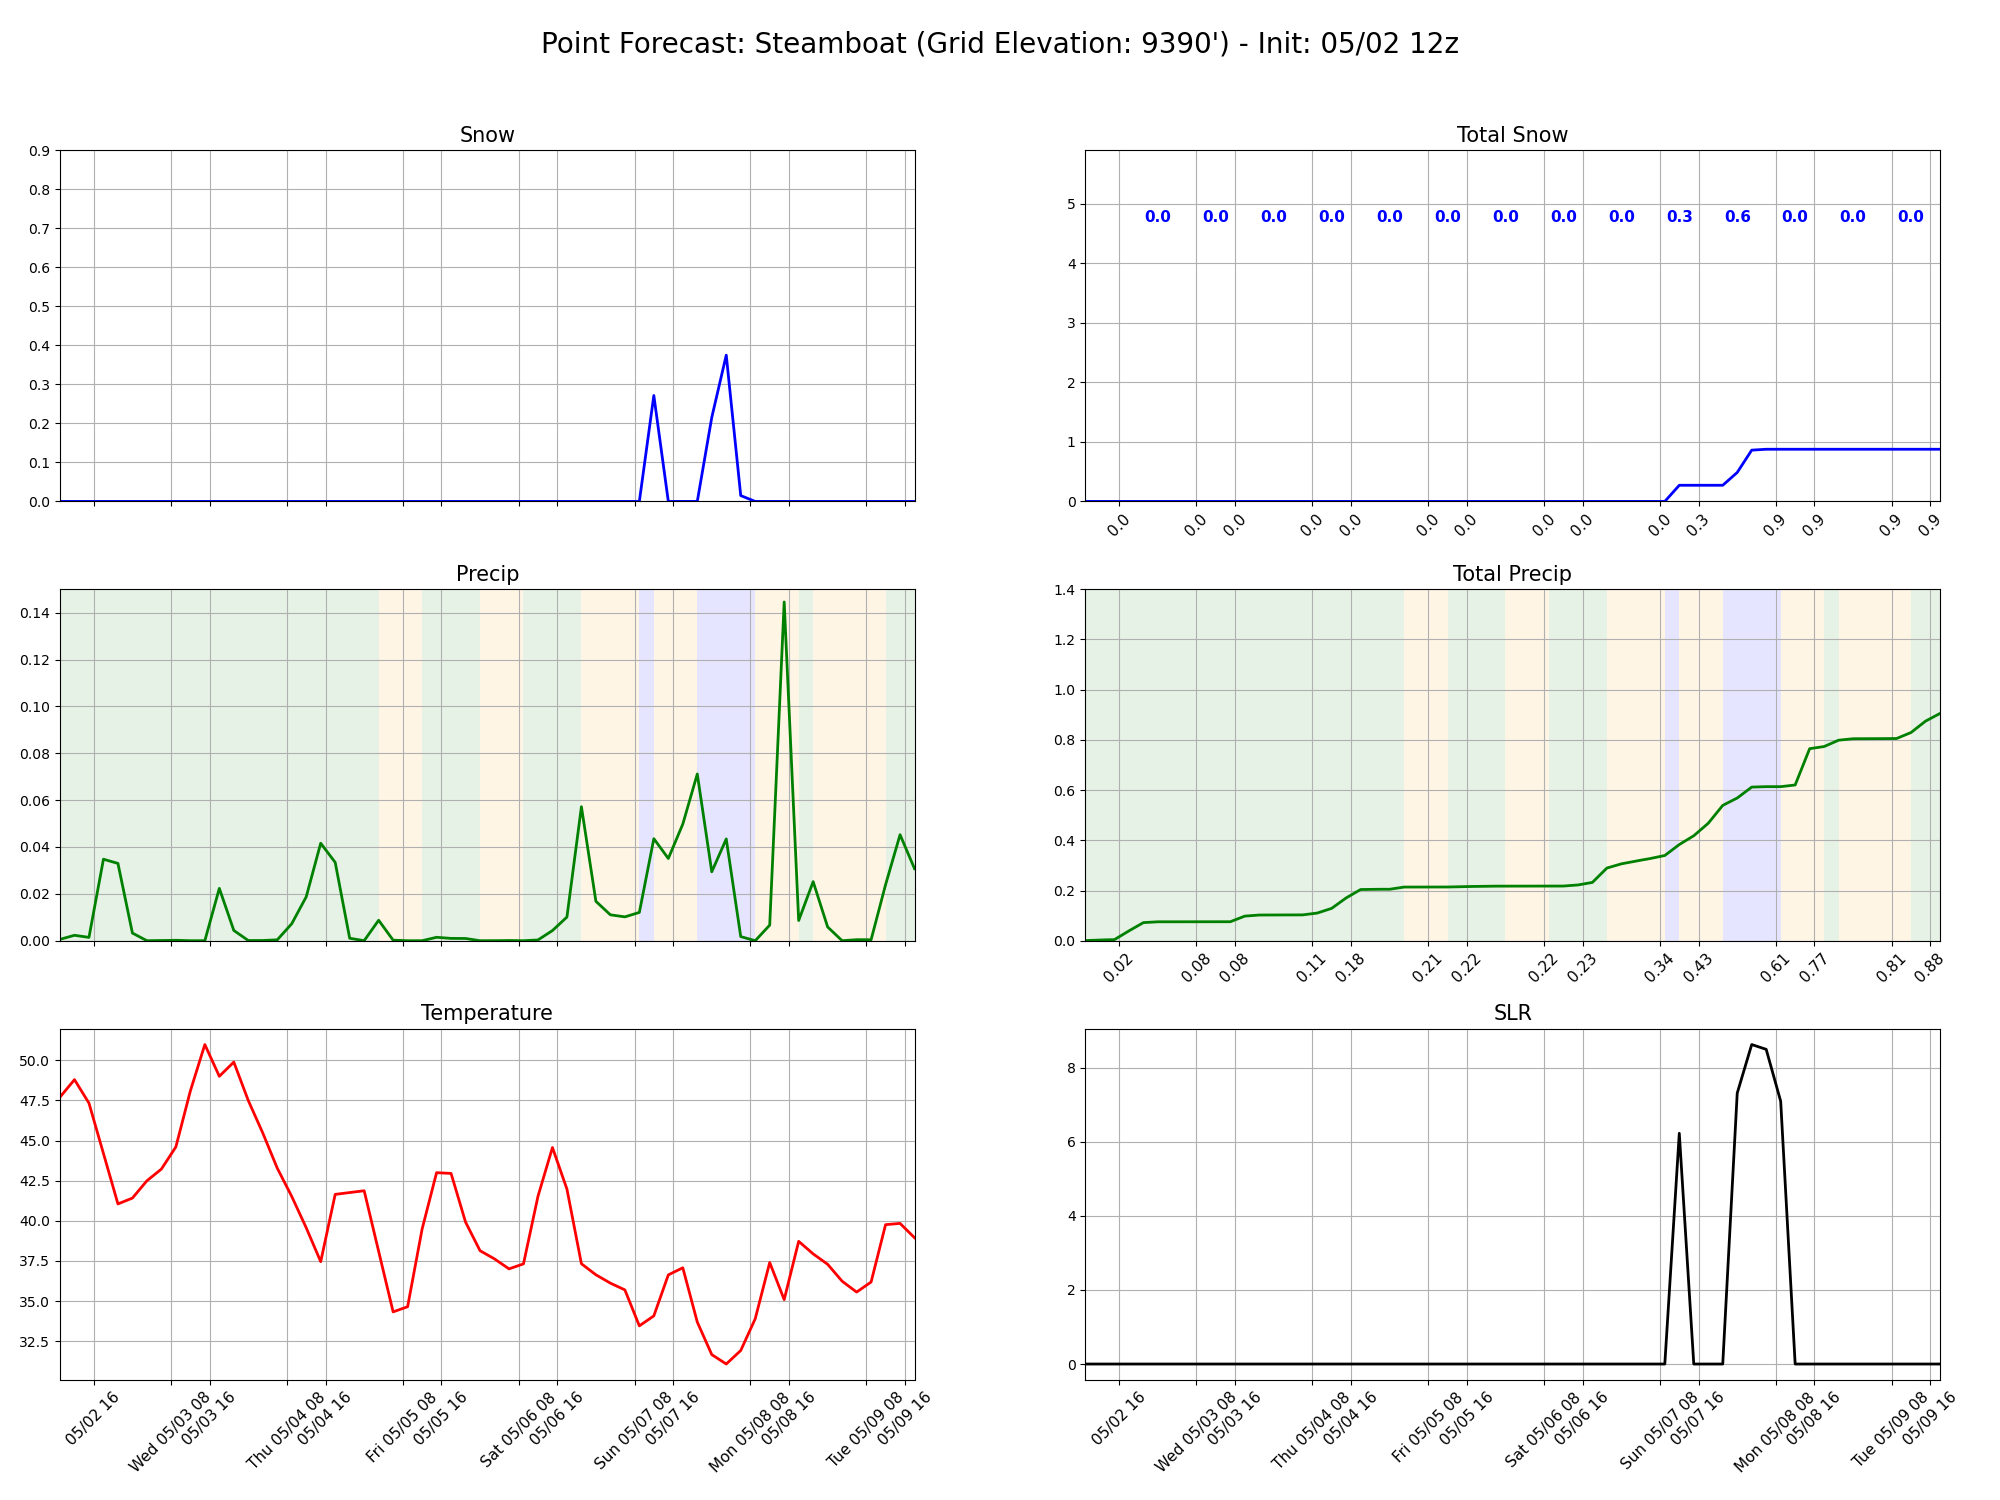 Point Forecast: Steamboat (Grid Elevation: 9390') - Init: 05/02 12z
Snow
0.9
0.8
0.7
0.6
0.5
0.4
0.3
0.2
0.1
0.0
Total Snow
5
4
3
2
1
0
0.0 0.0 0.0 0.0 0.0 0.0 0.0 0.0 0.0 0.3 0.6 0.0 0.0 0.0
0.0 0.0 0.0 0.0 0.0 0.0 0.0 0.0 0.0 0.0 0.3 0.9 0.9 0.9 0.9
Precip
0.14
0.12
0.10
0.08
0.06
0.04
0.02
0.00
Total Precip
1.4
1.2
1.0
0.8
0.6
0.4
0.2
0.0
0.02 0.08 0.08 0.11 0.18 0.21 0.22 0.22 0.23 0.34 0.43 0.61 0.77 0.81 0.88
Temperature
50.0
47.5
45.0
42.5
40.0
37.5
35.0
32.5
05/02 16
Wed 05/03 08
05/03 16
Thu 05/04 08
05/04 16
Fri 05/05 08
05/05 16
Sat 05/06 08
05/06 16
Sun 05/07 08
05/07 16
Mon 05/08 08
05/08 16
Tue 05/09 08
05/09 16
SLR
8
6
4
2
0
05/02 16
Wed 05/03 08
05/03 16
Thu 05/04 08
05/04 16
Fri 05/05 08
05/05 16
Sat 05/06 08
05/06 16
Sun 05/07 08
05/07 16
Mon 05/08 08
05/08 16
Tue 05/09 08
05/09 16